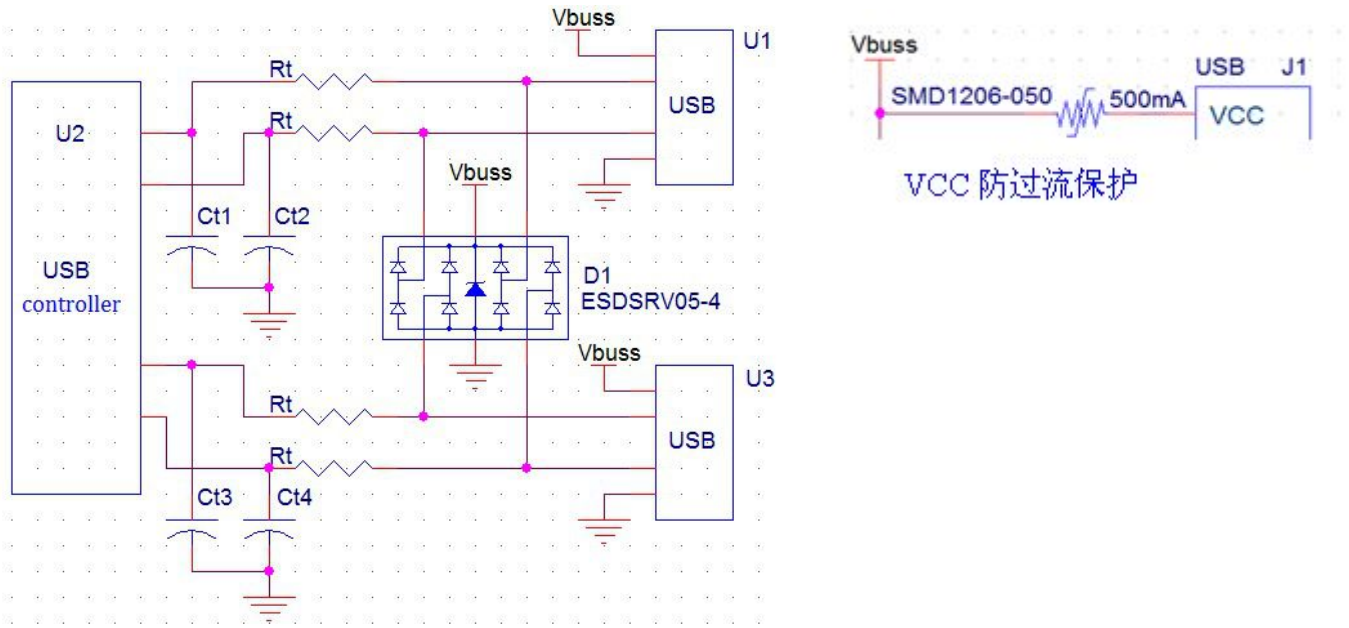 Vbuss
U1
Rt
USB
U2
Rt
Vbuss
Ct1
Ct2
USB
controller
D1
ESDSRV05-4
Vbuss
U3
Rt
USB
Rt
Ct3
Ct4
Vbuss
USB J1
SMD1206-050
500mA
VCC
VCC 防过流保护